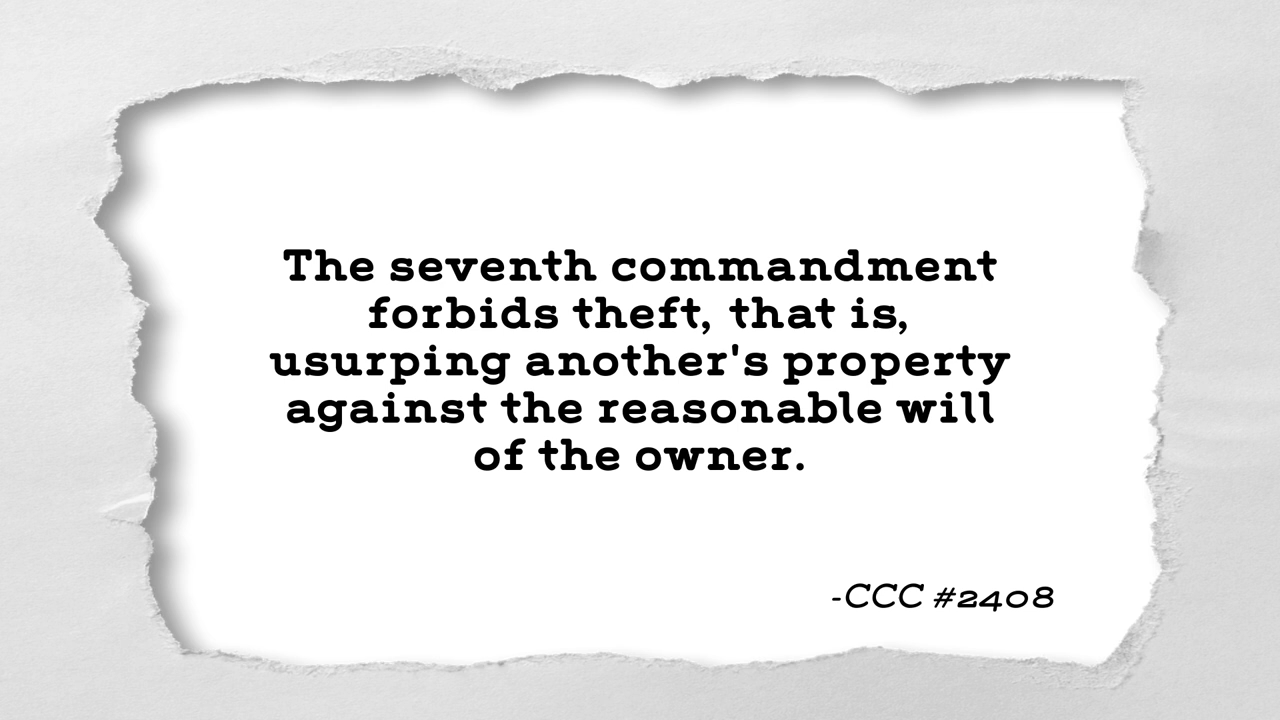 The seventh commandment
forbids theft, that is,
usurping another's property
against the reasonable will
of the owner.
-CCC #2408